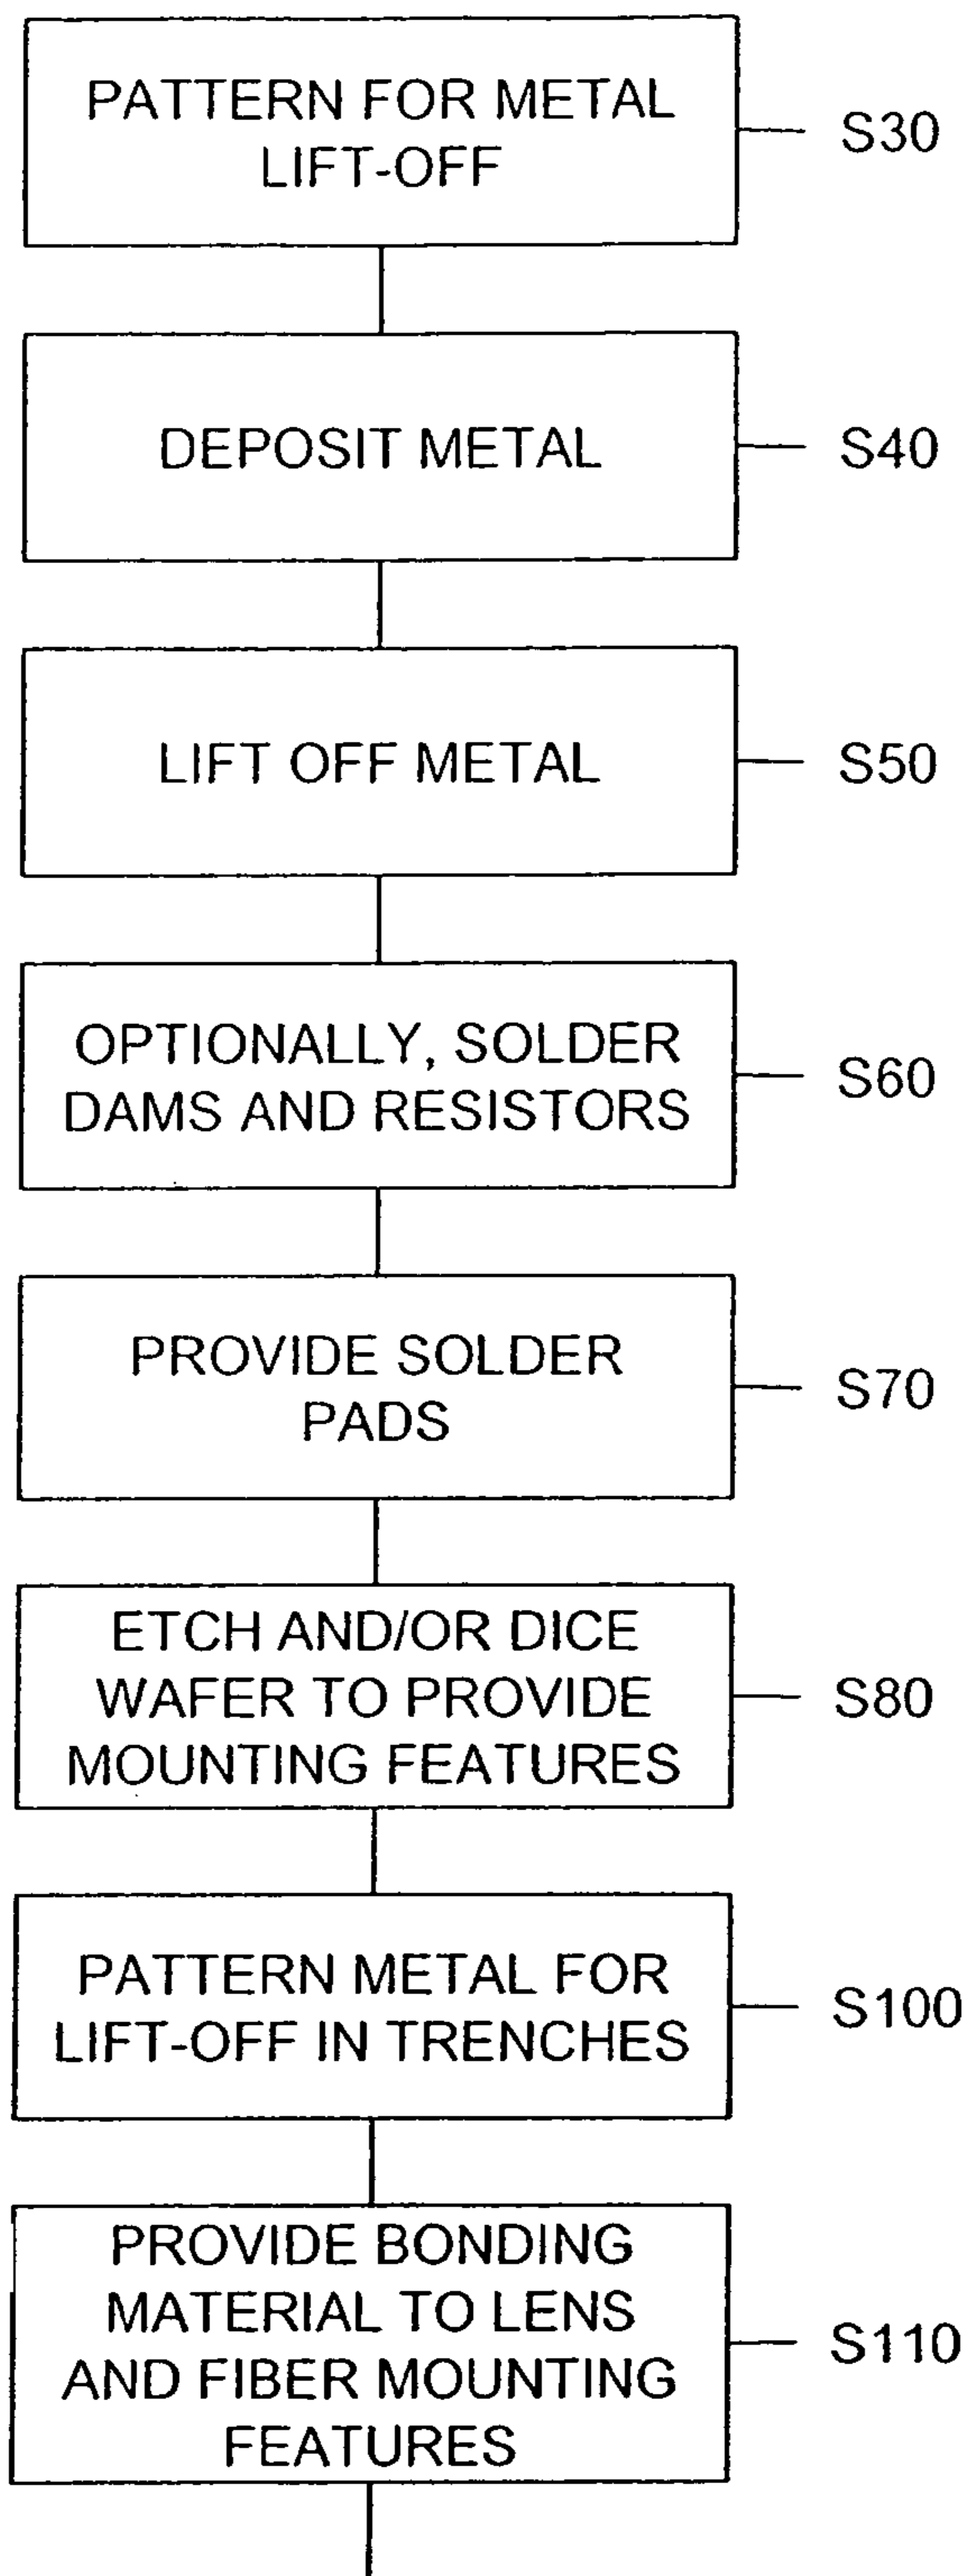 PATTERN FOR METAL
LIFT-OFF
S30
DEPOSIT METAL
S40
LIFT OFF METAL
S50
OPTIONALLY, SOLDER
DAMS AND RESISTORS
S60
PROVIDE SOLDER
PADS
S70
ETCH AND/OR DICE
WAFER TO PROVIDE
MOUNTING FEATURES
S80
PATTERN METAL FOR
LIFT-OFF IN TRENCHES
S100
PROVIDE BONDING
MATERIAL TO LENS
AND FIBER MOUNTING
FEATURES
S110